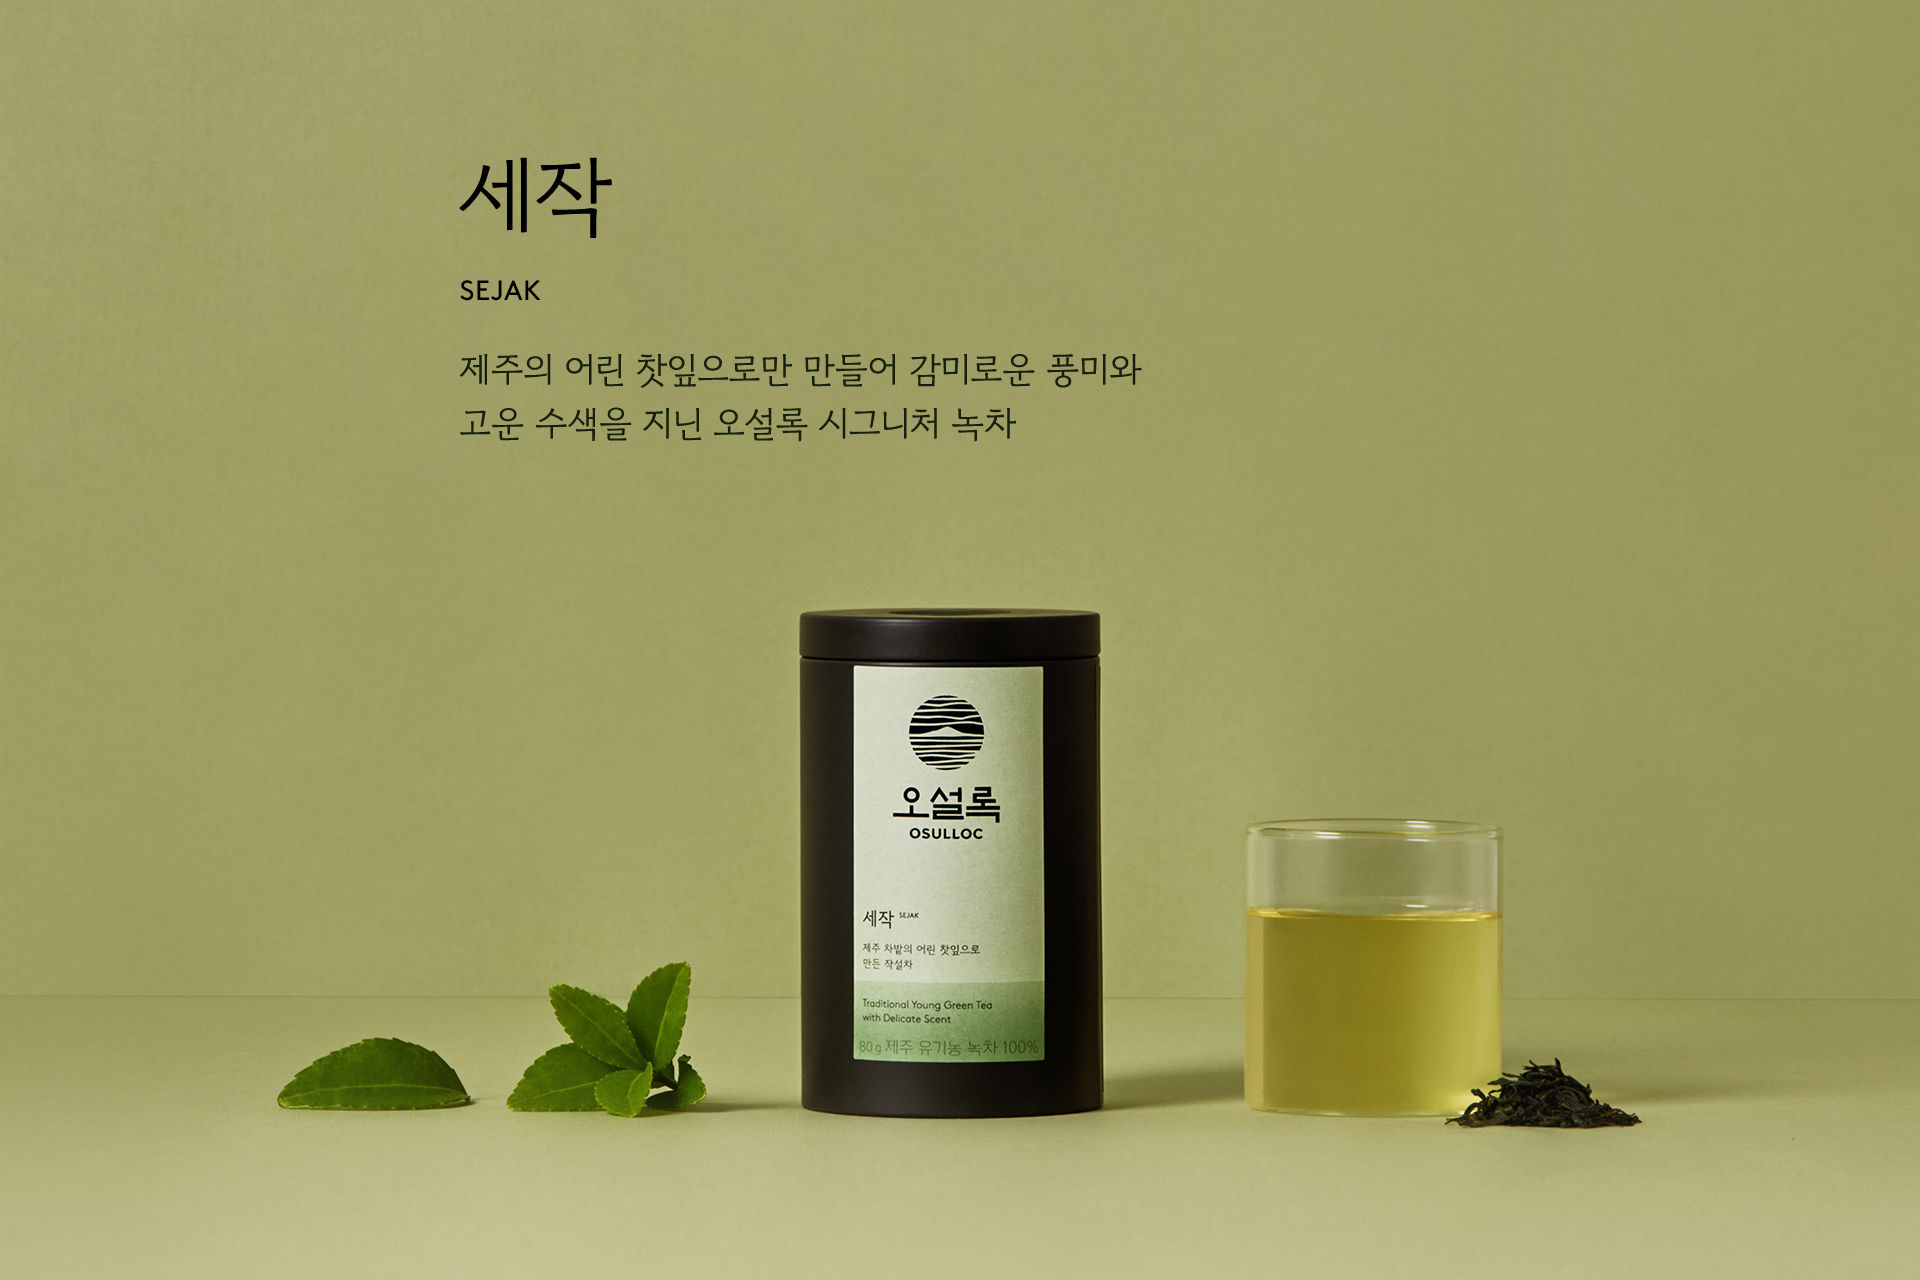 세작
SEJAK
제주의 어린 찻잎으로만 만들어 감미로운 풍미와
고운 수색을 지닌 오설록 시그니처 녹차
오설록
OSULLOC
세작 SEJAK
제주 차밭의 어린 찻잎으로
만든 작설차
Traditional Young Green Tea
with Delicate Scent
80 g 제주 유기농 녹차 100%